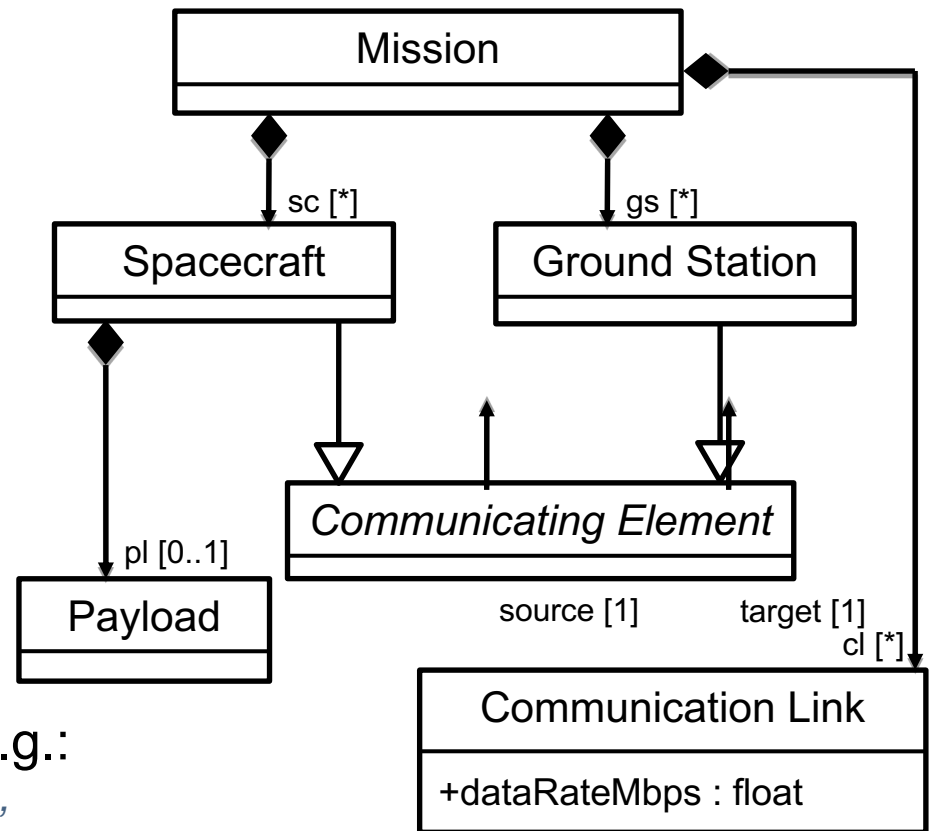 Mission
sc [*]
gs [*]
Spacecraft
Ground Station
Communicating Element
pl [0..1]
Payload
source [1]
target [1]
cl [*]
Communication Link
.g.:
+dataRateMbps : float
,